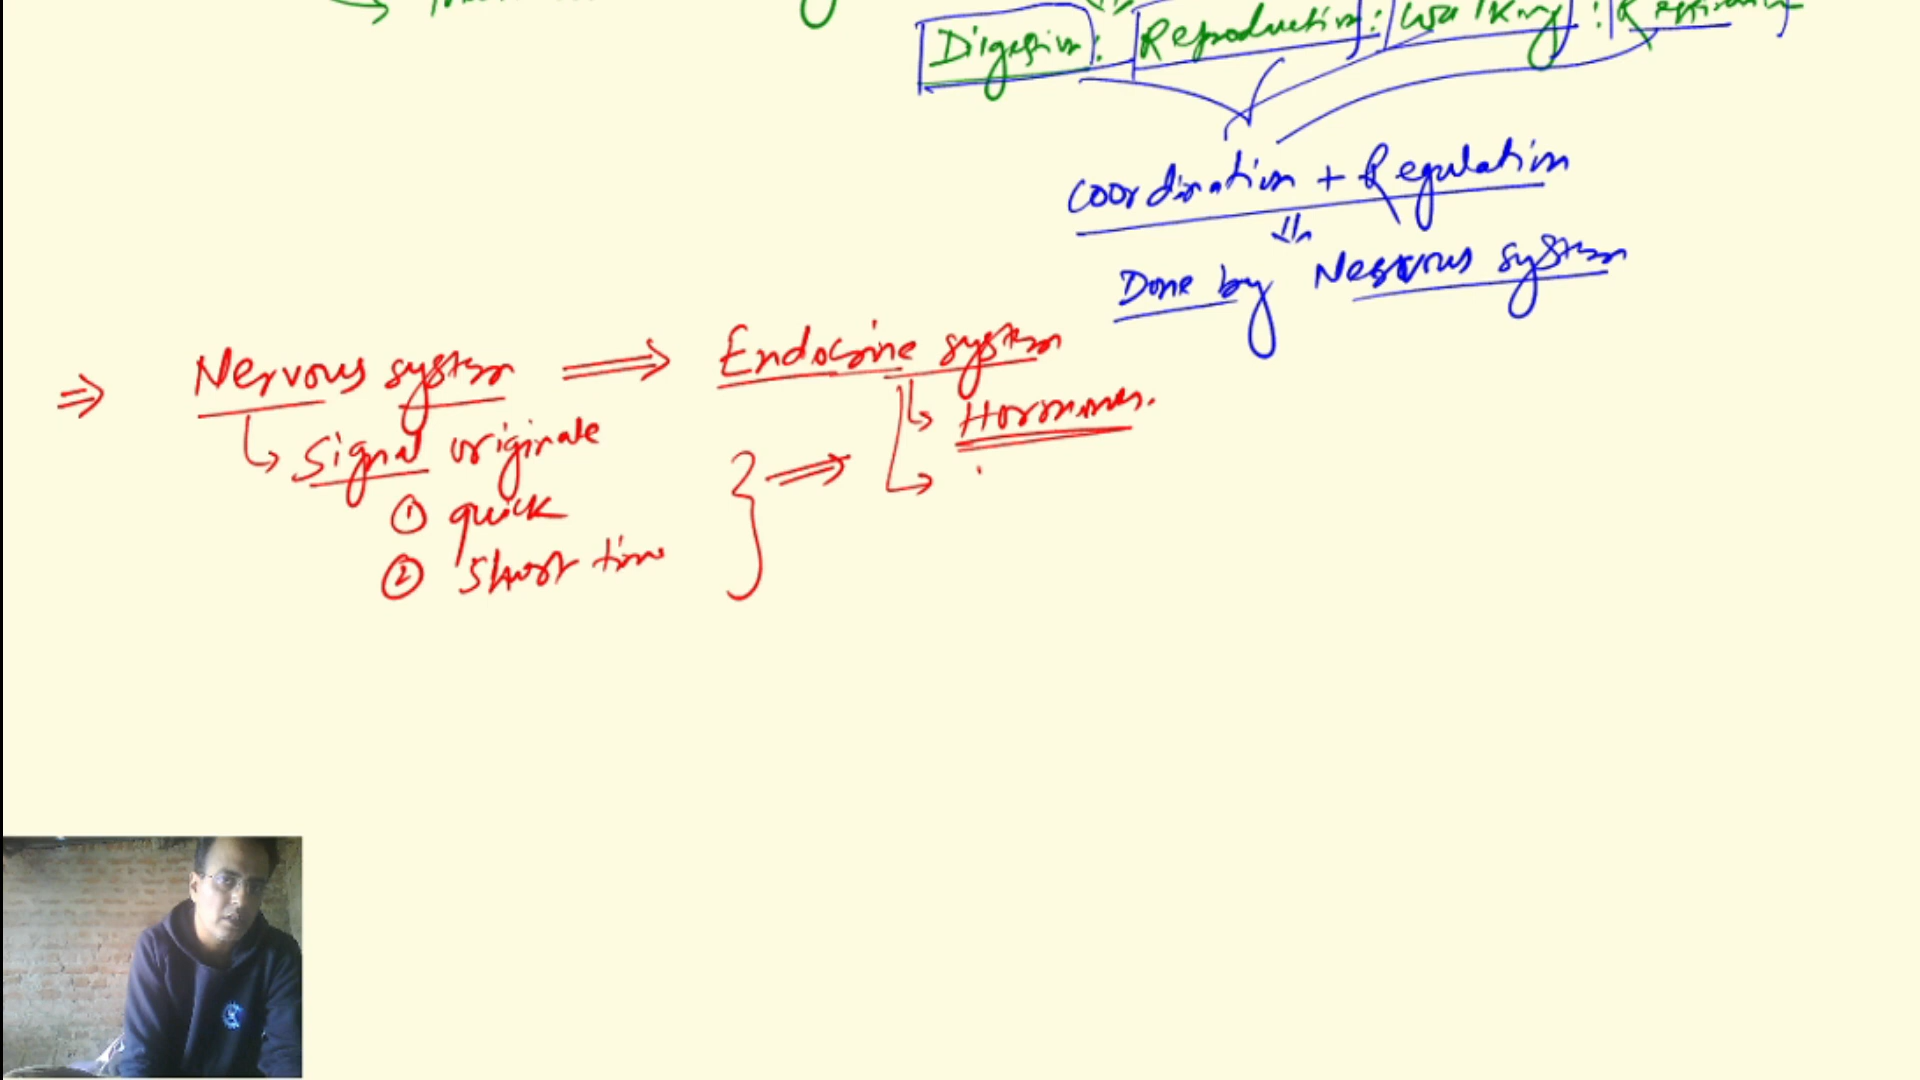 Digestion : Reproduction : Walking : Respiratory
Coordination + Regulation
Done by Nervous system
⇒ Nervous system ⟹ Endocrine system
↳ Hormones.
↳ Signal originate
① quick
② Short time